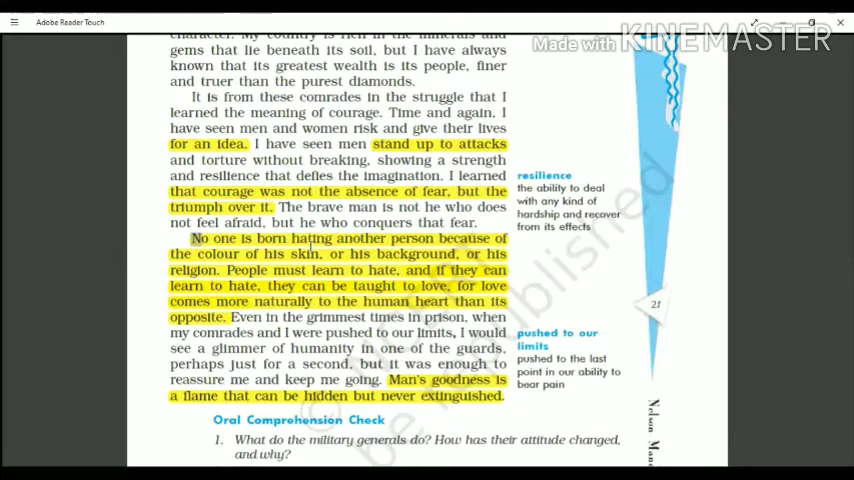 Adobe Reader Touch
Made with KINEMASTER
character. My country is rich in the minerals and
gems that lie beneath its soil, but I have always
known that its greatest wealth is its people, finer
and truer than the purest diamonds.
It is from these comrades in the struggle that I
learned the meaning of courage. Time and again, I
have seen men and women risk and give their lives
for an idea. I have seen men stand up to attacks
and torture without breaking, showing a strength
and resilience that defies the imagination. I learned
that courage was not the absence of fear, but the
triumph over it. The brave man is not he who does
not feel afraid, but he who conquers that fear.
No one is born hating another person because of
the colour of his skin, or his background, or his
religion. People must learn to hate, and if they can
learn to hate, they can be taught to love, for love
comes more naturally to the human heart than its
opposite. Even in the grimmest times in prison, when
my comrades and I were pushed to our limits, I would
see a glimmer of humanity in one of the guards,
perhaps just for a second, but it was enough to
reassure me and keep me going. Man's goodness is
a flame that can be hidden but never extinguished.
resilience
the ability to deal
with any kind of
hardship and recover
from its effects
pushed to our
limits
pushed to the last
point in our ability to
bear pain
21
Nelson
Oral Comprehension Check
1. What do the military generals do? How has their attitude changed,
and why?
be republished